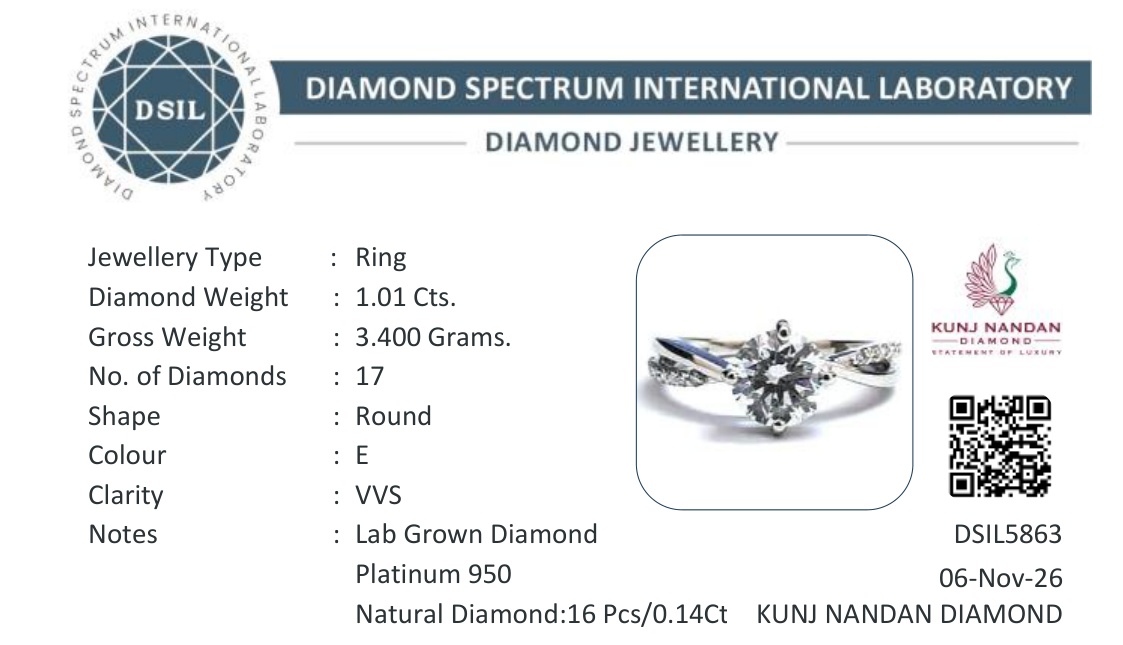 DIAMOND SPECTRUM INTERNATIONAL LABORATORY
DSIL
DIAMOND SPECTRUM INTERNATIONAL LABORATORY
DIAMOND JEWELLERY
Jewellery Type : Ring
Diamond Weight : 1.01 Cts.
Gross Weight : 3.400 Grams.
No. of Diamonds : 17
Shape : Round
Colour : E
Clarity : VVS
Notes : Lab Grown Diamond
Platinum 950
Natural Diamond:16 Pcs/0.14Ct
KUNJ NANDAN
DIAMOND
STATEMENT OF LUXURY
DSIL5863
06-Nov-26
KUNJ NANDAN DIAMOND